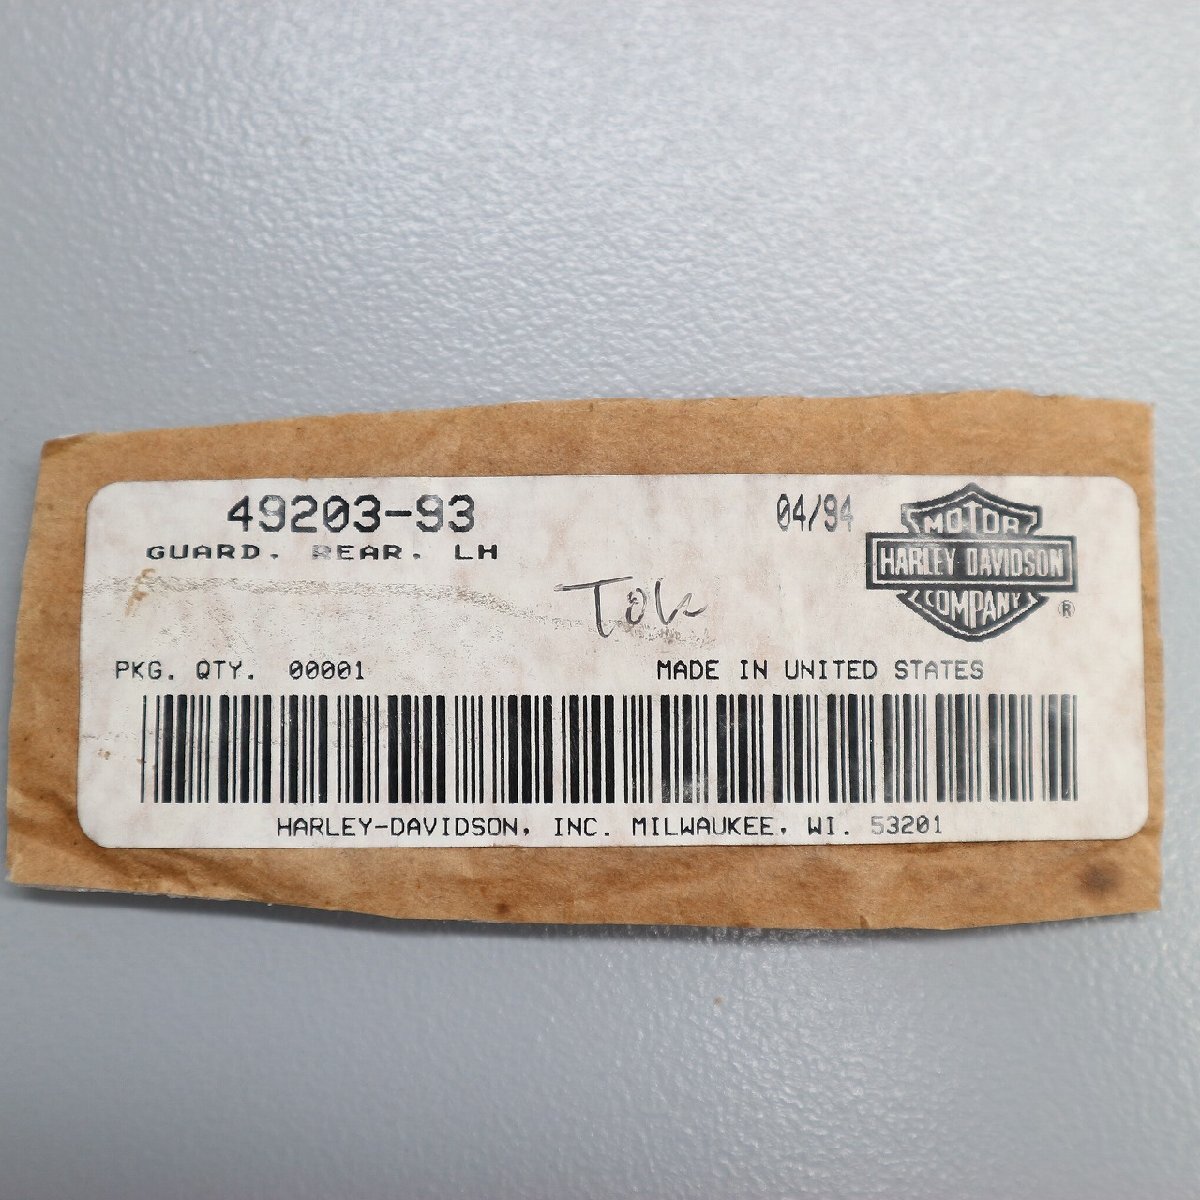 49203-93
GUARD, REAR, LH
04/94
MOTOR
HARLEY-DAVIDSON
COMPANY
®
PKG. QTY. 00001
MADE IN UNITED STATES
HARLEY-DAVIDSON, INC. MILWAUKEE, WI. 53201